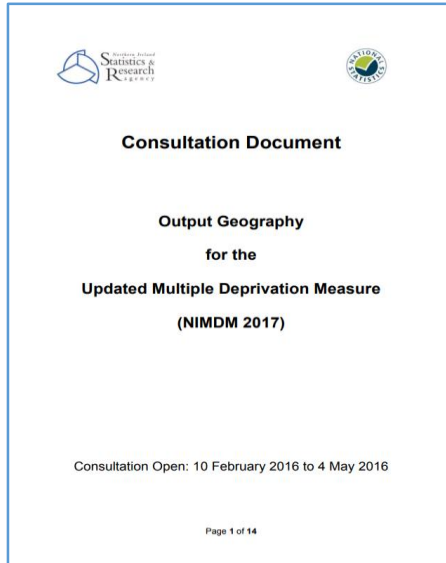 Northern Ireland
Statistics &
Research
Agency
NATIONAL
STATISTICS
Consultation Document
Output Geography
for the
Updated Multiple Deprivation Measure
(NIMDM 2017)
Consultation Open: 10 February 2016 to 4 May 2016
Page 1 of 14